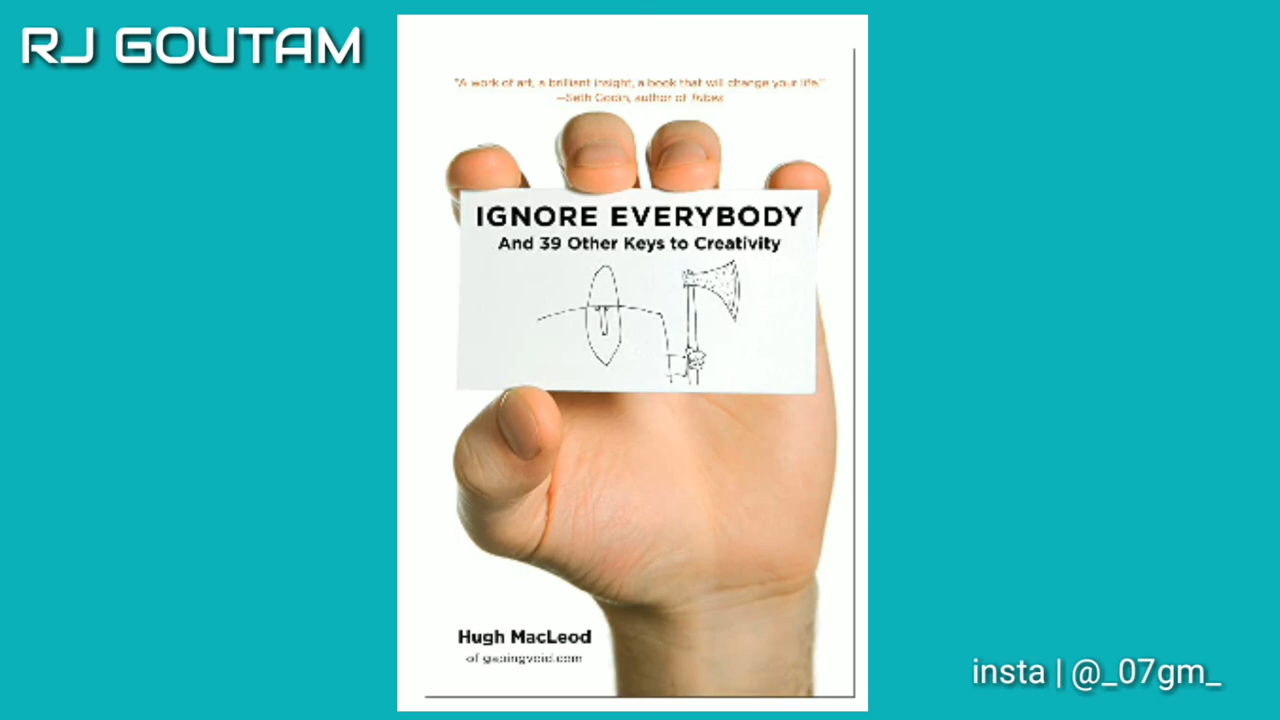 RJ GOUTAM
"A work of art, a brilliant insight, a book that will change your life."
—Seth Godin, author of Tribes
IGNORE EVERYBODY
And 39 Other Keys to Creativity
Hugh MacLeod
of gapingvoid.com
insta | @_07gm_